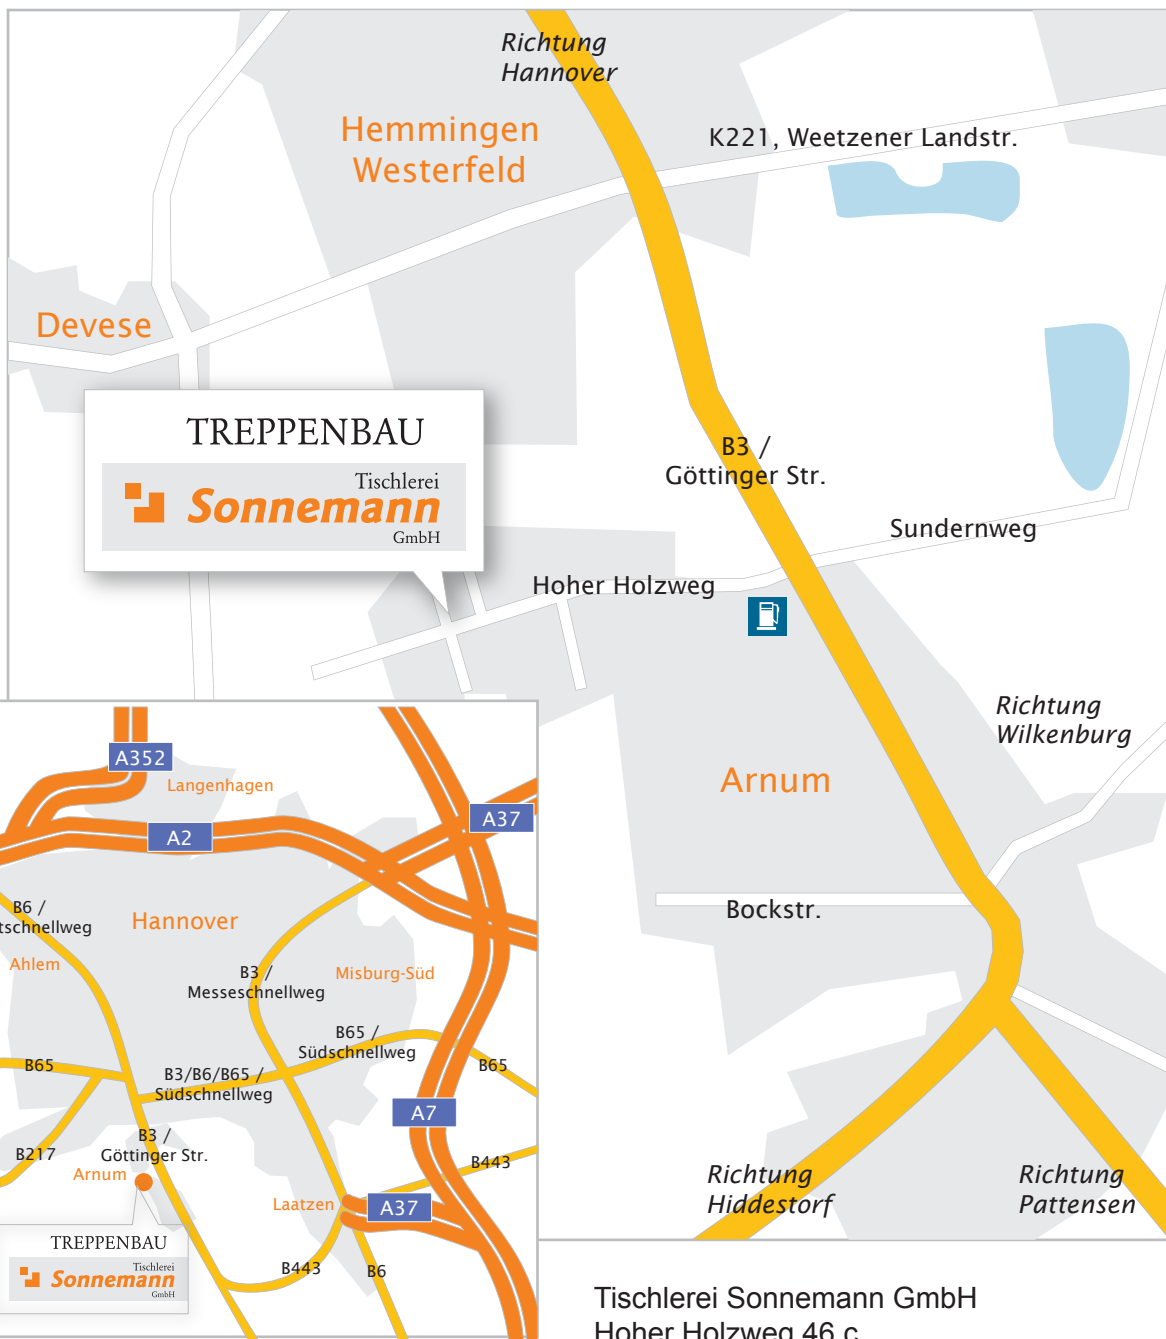 Richtung
Hannover
Hemmingen
Westerfeld
K221, Weetzener Landstr.
Devese
TREPPENBAU
Tischlerei
Sonnemann
GmbH
B3 /
Göttinger Str.
Sundernweg
Hoher Holzweg
Richtung
Wilkenburg
Arnum
Bockstr.
Richtung
Hiddestorf
Richtung
Pattensen
A352
Langenhagen
A2
A37
B6 /
tschnellweg
Hannover
Ahlem
B3 /
Messeschnellweg
Misburg-Süd
B65 /
Südschnellweg
B65
B65
B3/B6/B65 /
Südschnellweg
A7
B3 /
Göttinger Str.
B217
Arnum
B443
Laatzen
A37
TREPPENBAU
Tischlerei
Sonnemann
GmbH
B443
B6
Tischlerei Sonnemann GmbH
Hoher Holzweg 46 c